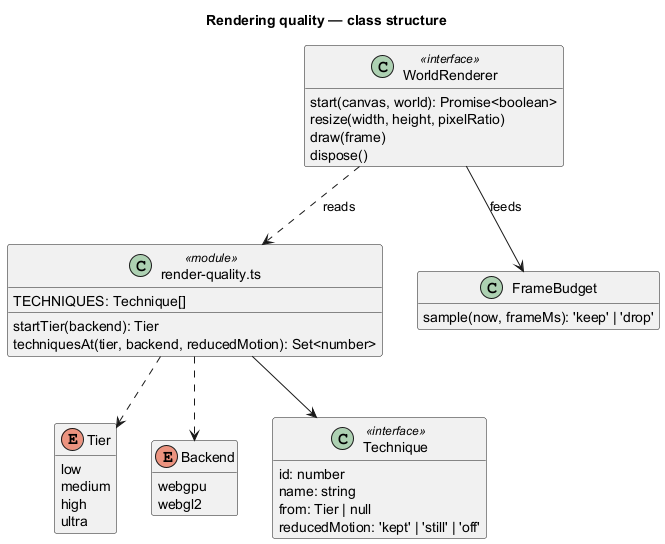 Rendering quality — class structure
C
«interface»
WorldRenderer
start(canvas, world): Promise<boolean>
resize(width, height, pixelRatio)
draw(frame)
dispose()
reads
feeds
C
«module»
render-quality.ts
TECHNIQUES: Technique[]
startTier(backend): Tier
techniquesAt(tier, backend, reducedMotion): Set<number>
C
FrameBudget
sample(now, frameMs): 'keep' | 'drop'
E
Tier
low
medium
high
ultra
E
Backend
webgpu
webgl2
C
«interface»
Technique
id: number
name: string
from: Tier | null
reducedMotion: 'kept' | 'still' | 'off'